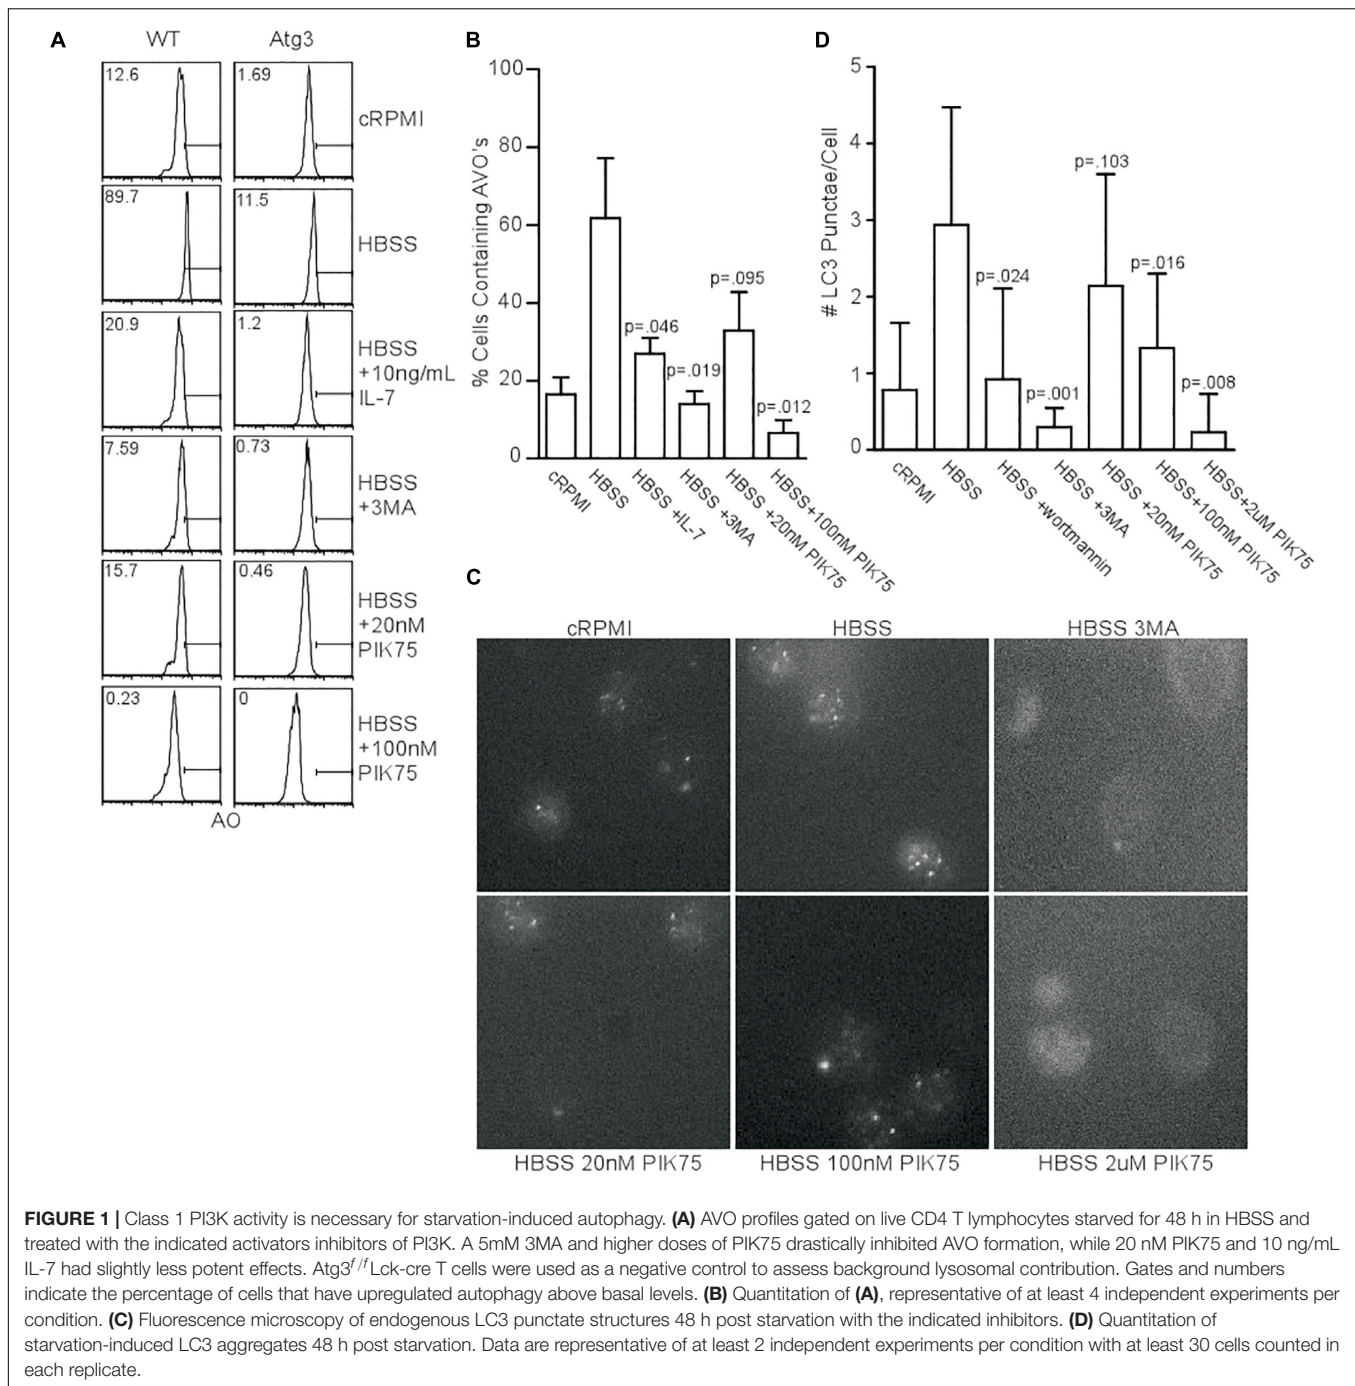 A
WT
Atg3
12.6
1.69
cRPMI
89.7
11.5
HBSS
20.9
1.2
HBSS
+10ng/mL
IL-7
7.59
0.73
HBSS
+3MA
15.7
0.46
HBSS
+20nM
PIK75
0.23
0
HBSS
+100nM
PIK75
AO
B
% Cells Containing AVO's
100
80
60
40
20
0
p=.046
p=.019
p=.095
p=.012
cRPMI
HBSS
HBSS +IL-7
HBSS +3MA
HBSS +20nM PIK75
HBSS+100nM PIK75
D
# LC3 Punctae/Cell
5
4
3
2
1
0
p=.024
p=.001
p=.103
p=.016
p=.008
cRPMI
HBSS
HBSS +wortmannin
HBSS +3MA
HBSS +20nM PIK75
HBSS+100nM PIK75
HBSS+2uM PIK75
C
cRPMI
HBSS
HBSS 3MA
HBSS 20nM PIK75
HBSS 100nM PIK75
HBSS 2uM PIK75
FIGURE 1 | Class 1 PI3K activity is necessary for starvation-induced autophagy. (A) AVO profiles gated on live CD4 T lymphocytes starved for 48 h in HBSS and
treated with the indicated activators inhibitors of PI3K. A 5mM 3MA and higher doses of PIK75 drastically inhibited AVO formation, while 20 nM PIK75 and 10 ng/mL
IL-7 had slightly less potent effects. Atg3f/fLck-cre T cells were used as a negative control to assess background lysosomal contribution. Gates and numbers
indicate the percentage of cells that have upregulated autophagy above basal levels. (B) Quantitation of (A), representative of at least 4 independent experiments per
condition. (C) Fluorescence microscopy of endogenous LC3 punctate structures 48 h post starvation with the indicated inhibitors. (D) Quantitation of
starvation-induced LC3 aggregates 48 h post starvation. Data are representative of at least 2 independent experiments per condition with at least 30 cells counted in
each replicate.